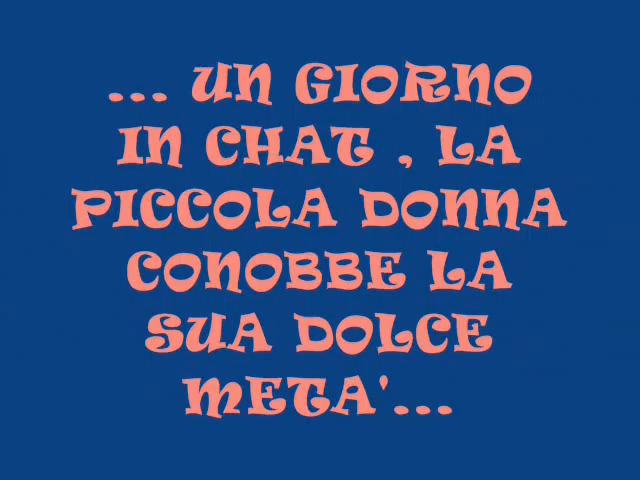 ... UN GIORNO
IN CHAT , LA
PICCOLA DONNA
CONOBBE LA
SUA DOLCE
META'...